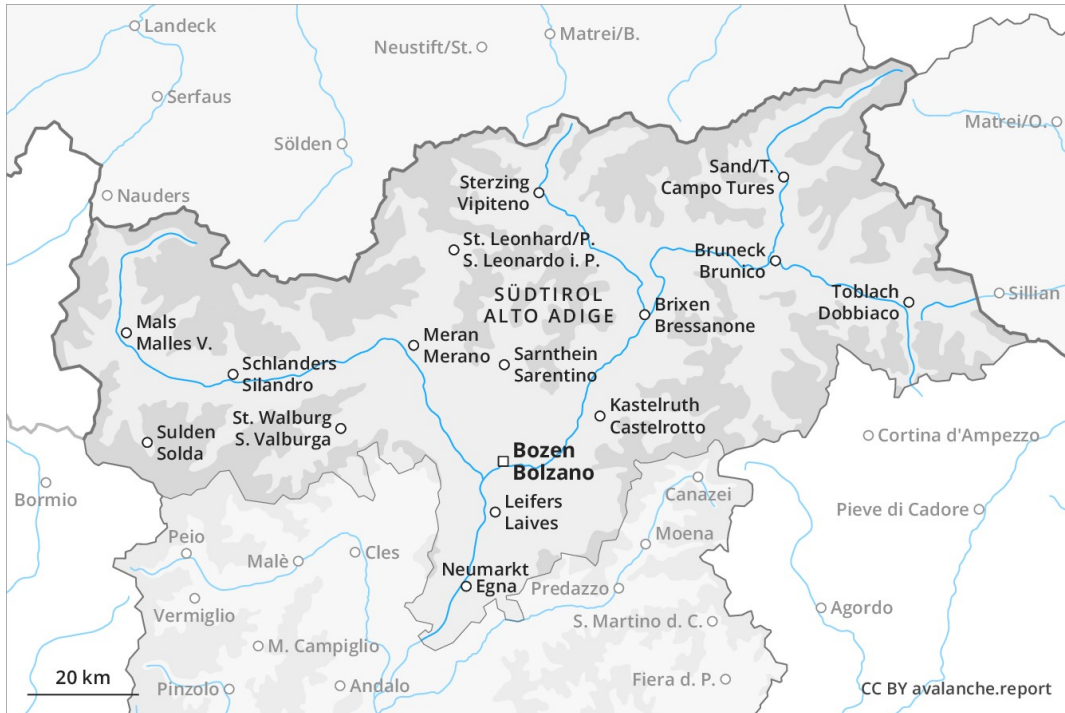 Landeck
Neustift/St.
Matrei/B.
Serfaus
Sölden
Matrei/O.
Nauders
Sand/T.
Campo Tures
Sterzing
Vipiteno
St. Leonhard/P.
S. Leonardo i. P.
Bruneck
Brunico
SÜDTIROL
ALTO ADIGE
Toblach
Dobbiaco
Sillian
Brixen
Bressanone
Mals
Malles V.
Meran
Merano
Sarnthein
Sarentino
Schlanders
Silandro
St. Walburg
S. Valburga
Kastelruth
Castelrotto
Sulden
Solda
Cortina d'Ampezzo
Bozen
Bolzano
Bormio
Canazei
Leifers
Laives
Pieve di Cadore
Peio
Malè
Cles
Moena
Neumarkt
Egna
Predazzo
Vermiglio
Agordo
S. Martino d. C.
M. Campiglio
20 km
Pinzolo
Andalo
Fiera d. P.
CC BY avalanche.report